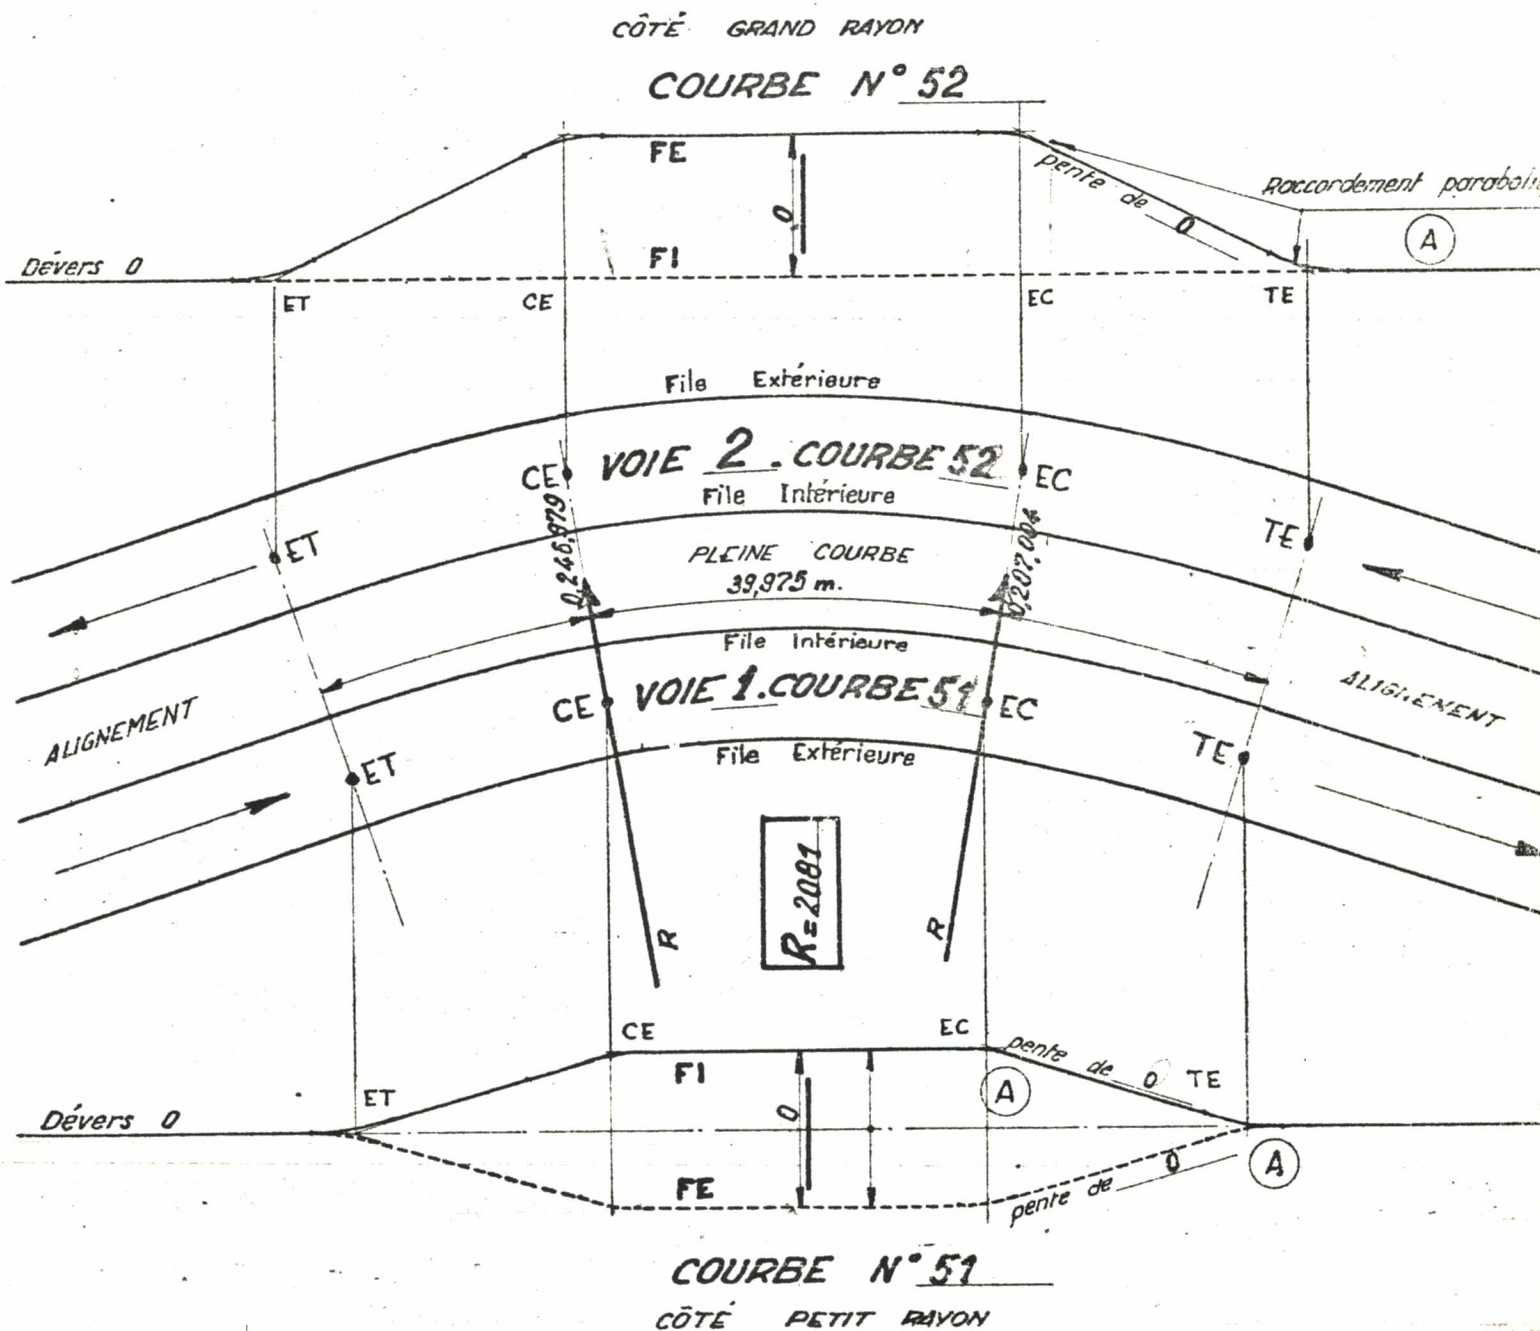 CÔTÉ GRAND RAYON
COURBE N° 52
FE
pente de 0
Raccordement
A
0
Dévers 0
FI
ET
CE
EC
TE
File Extérieure
CE VOIE 2. COURBE 52 EC
File Intérieure
ET
TE
0,246,979
PLEINE COURBE
39,975 m.
0,207,004
File Intérieure
CE VOIE 1. COURBE 51 EC
ALIGNEMENT
ALIGNEMENT
File Extérieure
ET
TE
R=2081
R
R
CE
EC
FI
pente de 0
TE
ET
A
Dévers 0
0
A
FE
pente de 0
COURBE N° 51
CÔTÉ PETIT RAYON